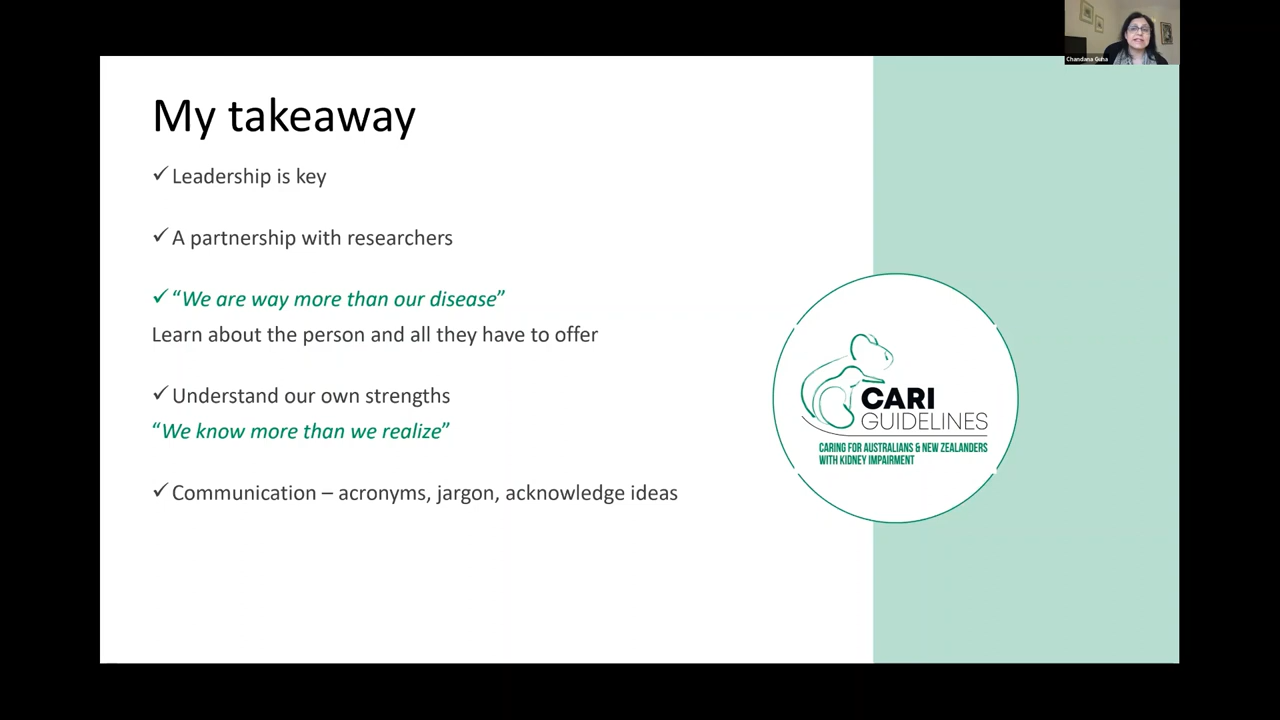 Chandana Guha
My takeaway
✓Leadership is key
✓A partnership with researchers
✓“We are way more than our disease”
Learn about the person and all they have to offer
✓Understand our own strengths
“We know more than we realize”
✓Communication – acronyms, jargon, acknowledge ideas
CARI
GUIDELINES
CARING FOR AUSTRALIANS & NEW ZEALANDERS
WITH KIDNEY IMPAIRMENT